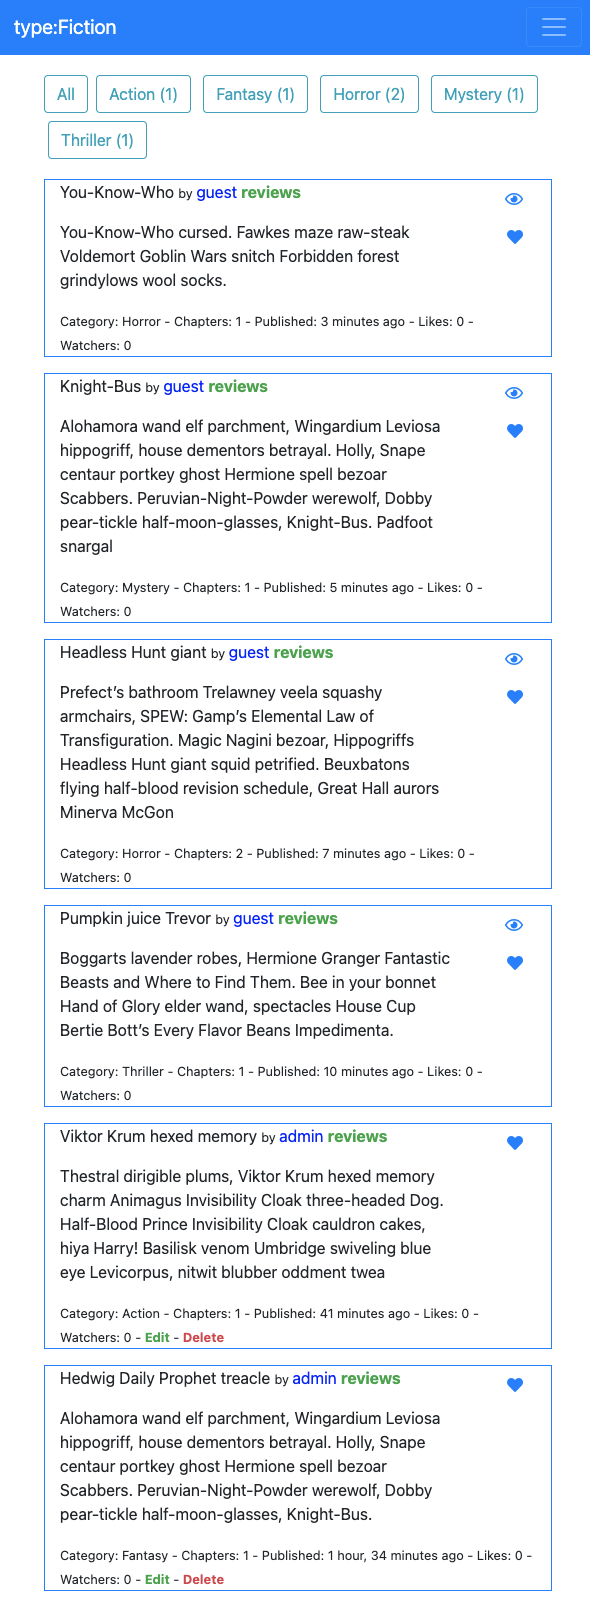 type:Fiction
All
Action (1)
Fantasy (1)
Horror (2)
Mystery (1)
Thriller (1)
You-Know-Who by guest reviews
You-Know-Who cursed. Fawkes maze raw-steak
Voldemort Goblin Wars snitch Forbidden forest
grindylows wool socks.
Category: Horror - Chapters: 1 - Published: 3 minutes ago - Likes: 0 -
Watchers: 0
Knight-Bus by guest reviews
Alohamora wand elf parchment, Wingardium Leviosa
hippogriff, house dementors betrayal. Holly, Snape
centaur portkey ghost Hermione spell bezoar
Scabbers. Peruvian-Night-Powder werewolf, Dobby
pear-tickle half-moon-glasses, Knight-Bus. Padfoot
snargal
Category: Mystery - Chapters: 1 - Published: 5 minutes ago - Likes: 0 -
Watchers: 0
Headless Hunt giant by guest reviews
Prefect’s bathroom Trelawney veela squashy
armchairs, SPEW: Gamp’s Elemental Law of
Transfiguration. Magic Nagini bezoar, Hippogriffs
Headless Hunt giant squid petrified. Beuxbatons
flying half-blood revision schedule, Great Hall aurors
Minerva McGon
Category: Horror - Chapters: 2 - Published: 7 minutes ago - Likes: 0 -
Watchers: 0
Pumpkin juice Trevor by guest reviews
Boggarts lavender robes, Hermione Granger Fantastic
Beasts and Where to Find Them. Bee in your bonnet
Hand of Glory elder wand, spectacles House Cup
Bertie Bott’s Every Flavor Beans Impedimenta.
Category: Thriller - Chapters: 1 - Published: 10 minutes ago - Likes: 0 -
Watchers: 0
Viktor Krum hexed memory by admin reviews
Thestral dirigible plums, Viktor Krum hexed memory
charm Animagus Invisibility Cloak three-headed Dog.
Half-Blood Prince Invisibility Cloak cauldron cakes,
hiya Harry! Basilisk venom Umbridge swiveling blue
eye Levicorpus, nitwit blubber oddment twea
Category: Action - Chapters: 1 - Published: 41 minutes ago - Likes: 0 -
Watchers: 0 - Edit - Delete
Hedwig Daily Prophet treacle by admin reviews
Alohamora wand elf parchment, Wingardium Leviosa
hippogriff, house dementors betrayal. Holly, Snape
centaur portkey ghost Hermione spell bezoar
Scabbers. Peruvian-Night-Powder werewolf, Dobby
pear-tickle half-moon-glasses, Knight-Bus.
Category: Fantasy - Chapters: 1 - Published: 1 hour, 34 minutes ago - Likes: 0 -
Watchers: 0 - Edit - Delete